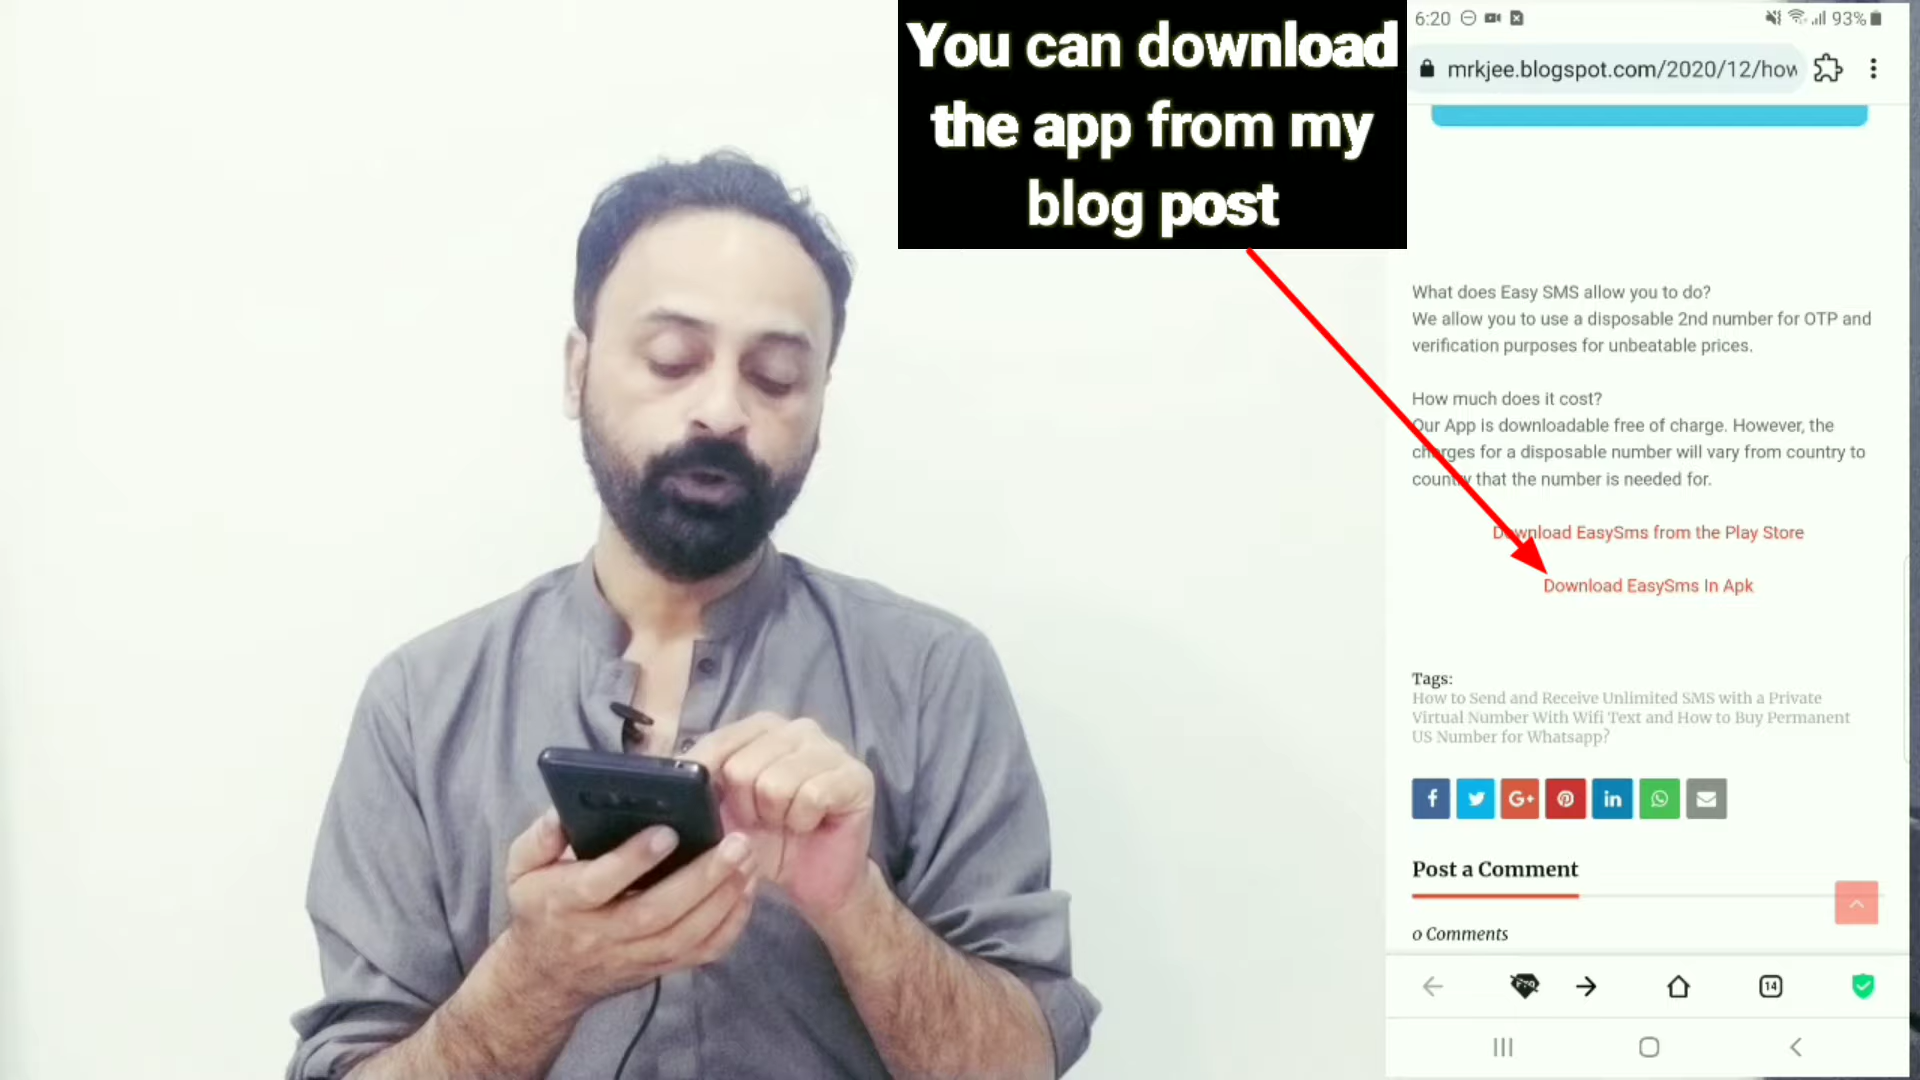 You can download
the app from my
blog post
6:20
93%
mrkjee.blogspot.com/2020/12/how
What does Easy SMS allow you to do?
We allow you to use a disposable 2nd number for OTP and
verification purposes for unbeatable prices.
How much does it cost?
Our App is downloadable free of charge. However, the
charges for a disposable number will vary from country to
country that the number is needed for.
Download EasySms from the Play Store
Download EasySms In Apk
Tags:
How to Send and Receive Unlimited SMS with a Private
Virtual Number With Wifi Text and How to Buy Permanent
US Number for Whatsapp?
f G+ in
Post a Comment
0 Comments
Pro
14